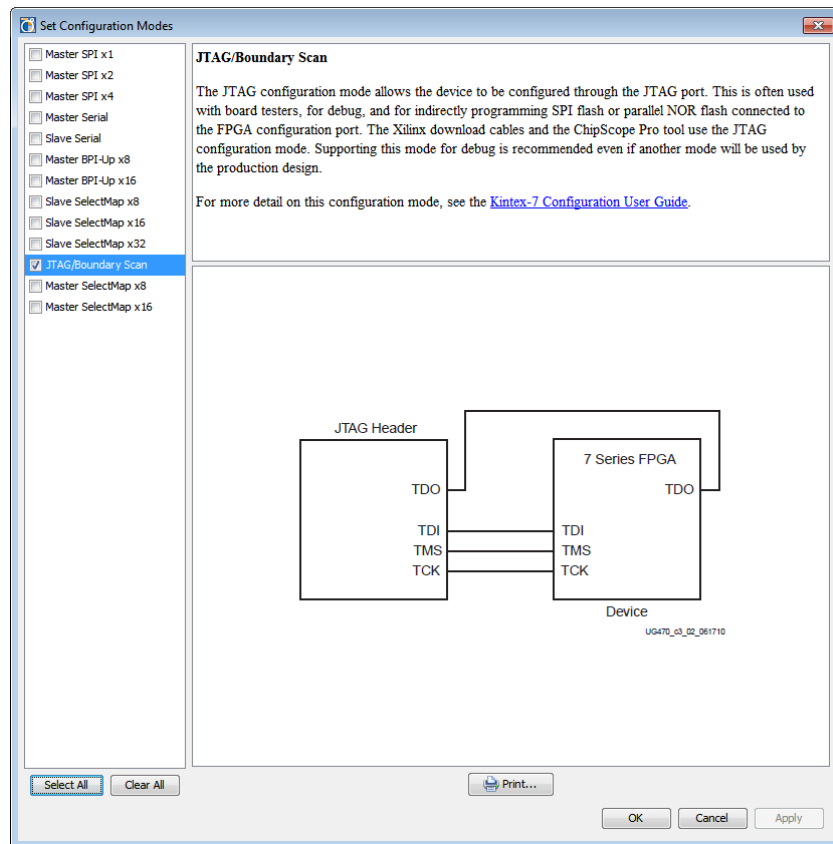 Set Configuration Modes
Master SPI x1
Master SPI x2
Master SPI x4
Master Serial
Slave Serial
Master BPI-Up x8
Master BPI-Up x16
Slave SelectMap x8
Slave SelectMap x16
Slave SelectMap x32
JTAG/Boundary Scan
Master SelectMap x8
Master SelectMap x16
JTAG/Boundary Scan
The JTAG configuration mode allows the device to be configured through the JTAG port. This is often used
with board testers, for debug, and for indirectly programming SPI flash or parallel NOR flash connected to
the FPGA configuration port. The Xilinx download cables and the ChipScope Pro tool use the JTAG
configuration mode. Supporting this mode for debug is recommended even if another mode will be used by
the production design.
For more detail on this configuration mode, see the Kintex-7 Configuration User Guide.
JTAG Header
7 Series FPGA
TDO
TDO
TDI
TDI
TMS
TMS
TCK
TCK
Device
UG470_c3_02_061710
Select All
Clear All
Print...
OK
Cancel
Apply